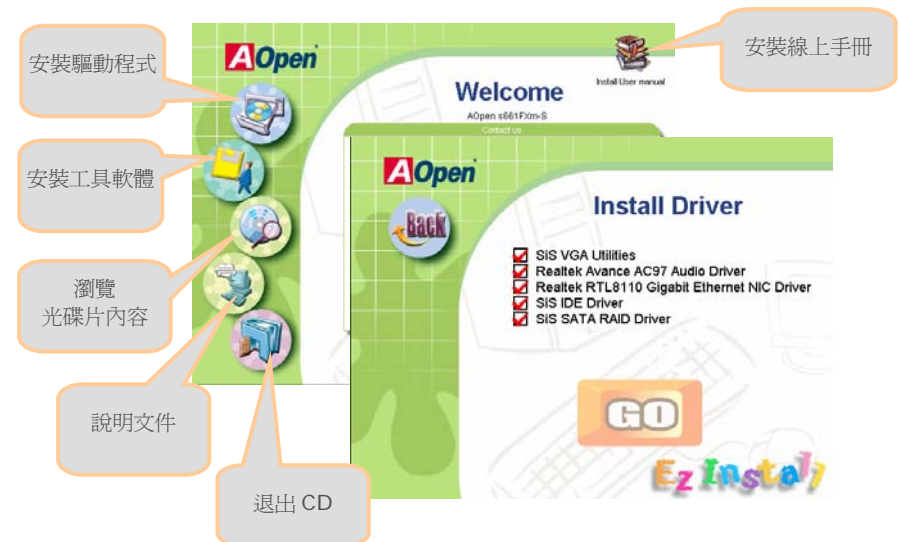 安裝驅動程式
安裝工具軟體
瀏覽
光碟片內容
說明文件
退出 CD
安裝線上手冊
AOpen
Install User manual
Welcome
AOpen s661FXm-S
Contact us
AOpen
Back
Install Driver
SiS VGA Utilities
Realtek Avance AC97 Audio Driver
Realtek RTL8110 Gigabit Ethernet NIC Driver
SiS IDE Driver
SiS SATA RAID Driver
GO
Ez Install